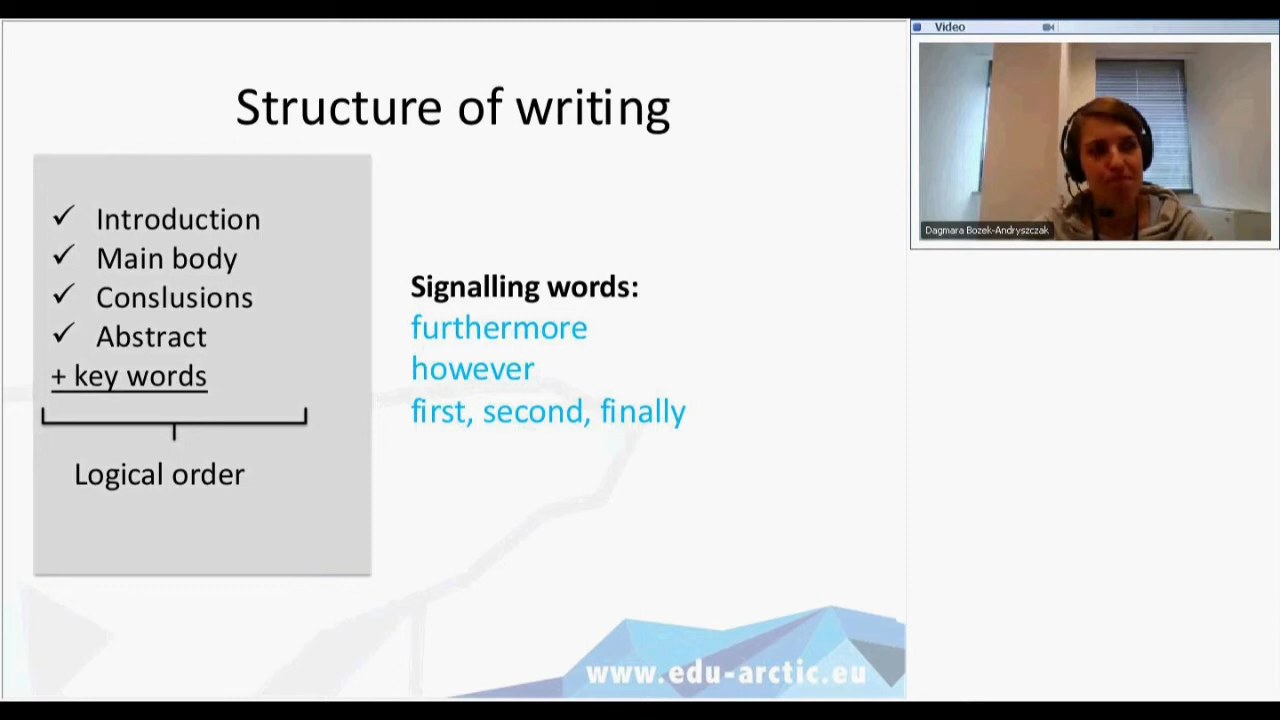 Structure of writing
✓ Introduction
✓ Main body
✓ Conslusions
✓ Abstract
+ key words
Logical order
Signalling words:
furthermore
however
first, second, finally
www.edu-arctic.eu
Video
Dagmara Bozek-Andryszczak